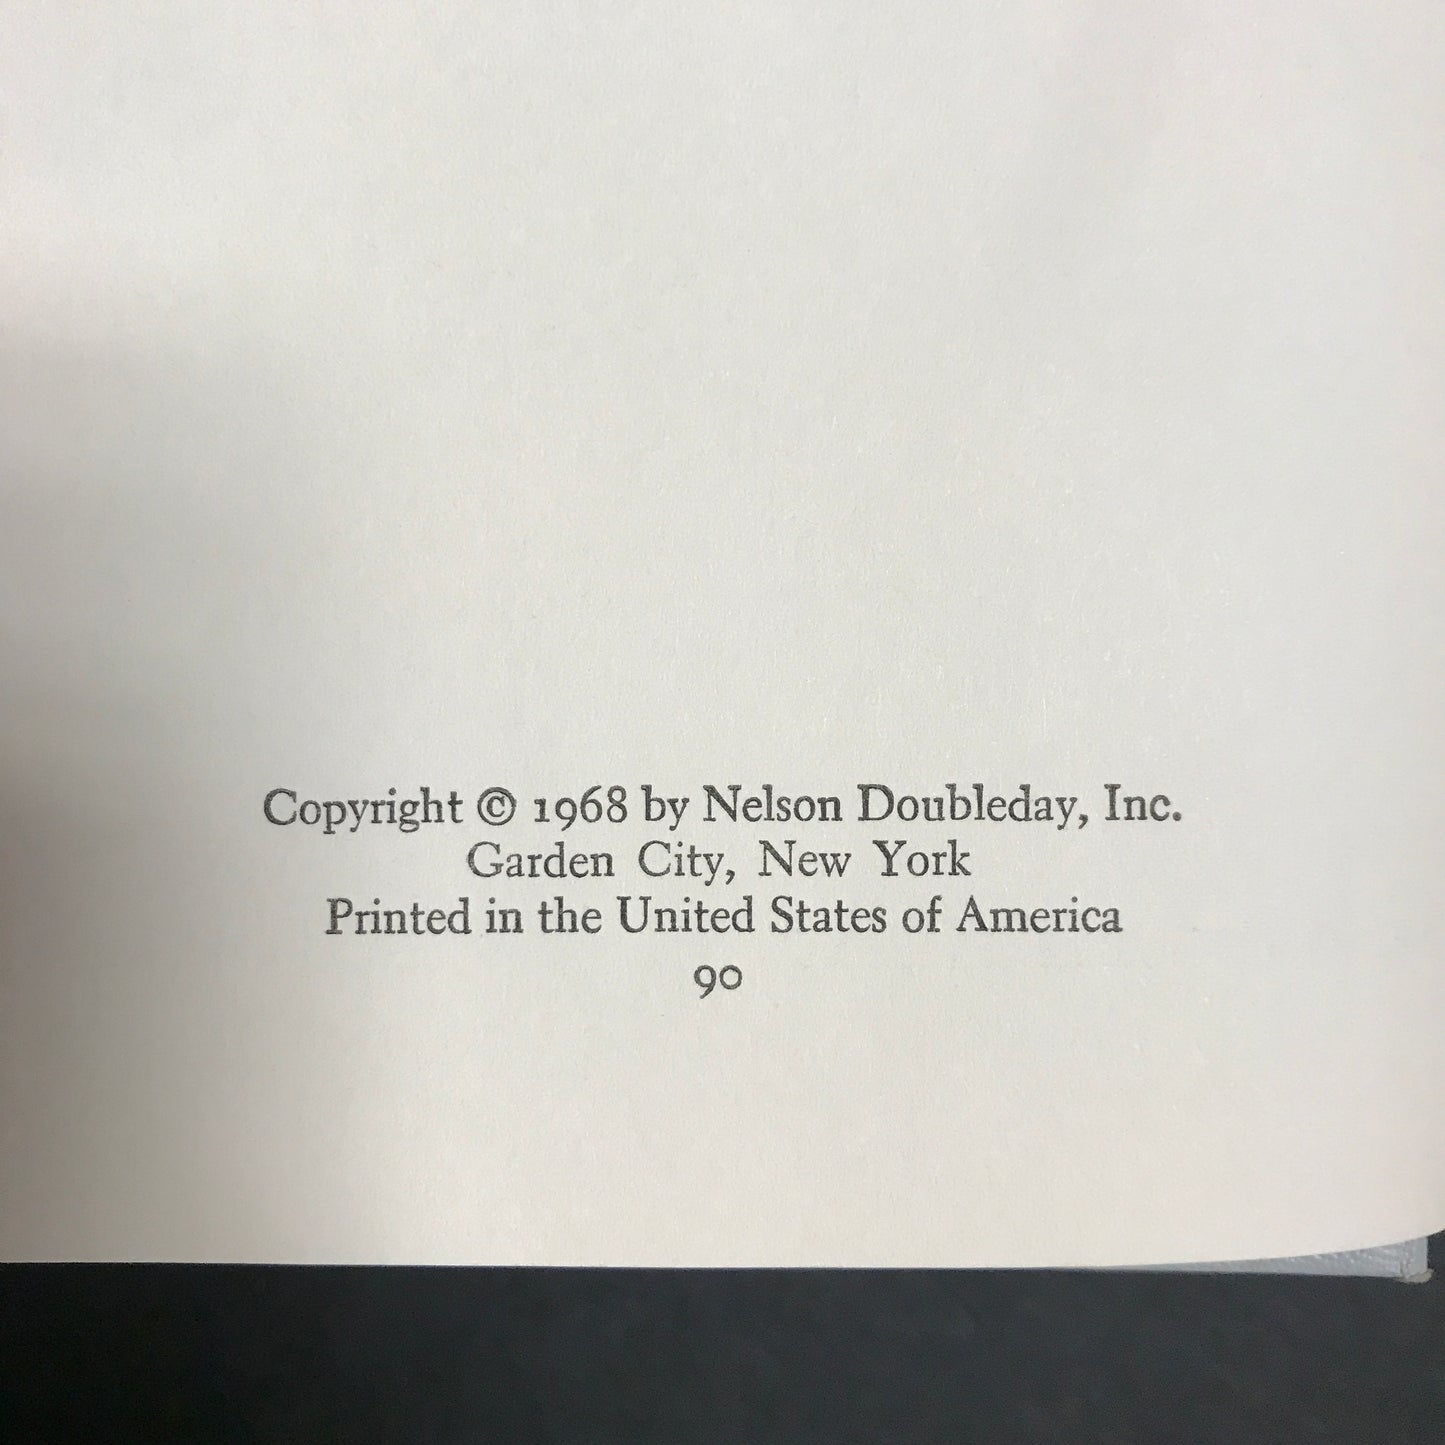 Copyright © 1968 by Nelson Doubleday, Inc.
Garden City, New York
Printed in the United States of America
90